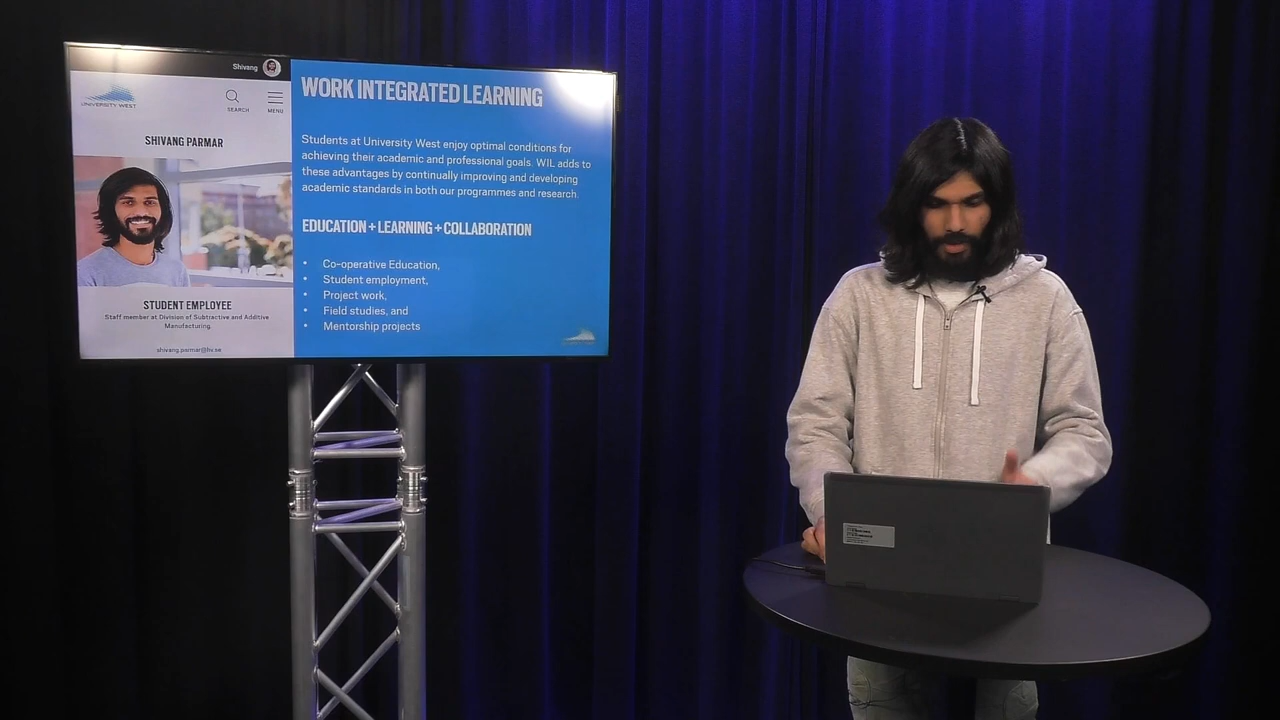 Shivang
UNIVERSITY WEST
SEARCH
MENU
SHIVANG PARMAR
STUDENT EMPLOYEE
Staff member at Division of Subtractive and Additive
Manufacturing.
shivang.parmar@hv.se
WORK INTEGRATED LEARNING
Students at University West enjoy optimal conditions for
achieving their academic and professional goals. WIL adds to
these advantages by continually improving and developing
academic standards in both our programmes and research.
EDUCATION + LEARNING + COLLABORATION
• Co-operative Education,
• Student employment,
• Project work,
• Field studies, and
• Mentorship projects